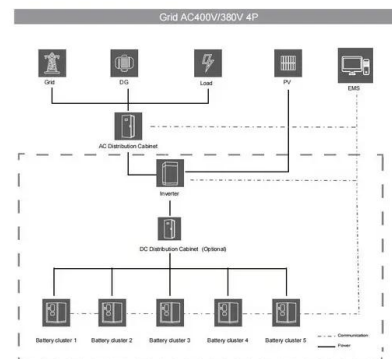 Grid AC400V/380V 4P
Grid
DG
Load
PV
EMS
AC Distribution Cabinet
Inverter
DC Distribution Cabinet (Optional)
Battery cluster 1
Battery cluster 2
Battery cluster 3
Battery cluster 4
Battery cluster 5
Communication
Power